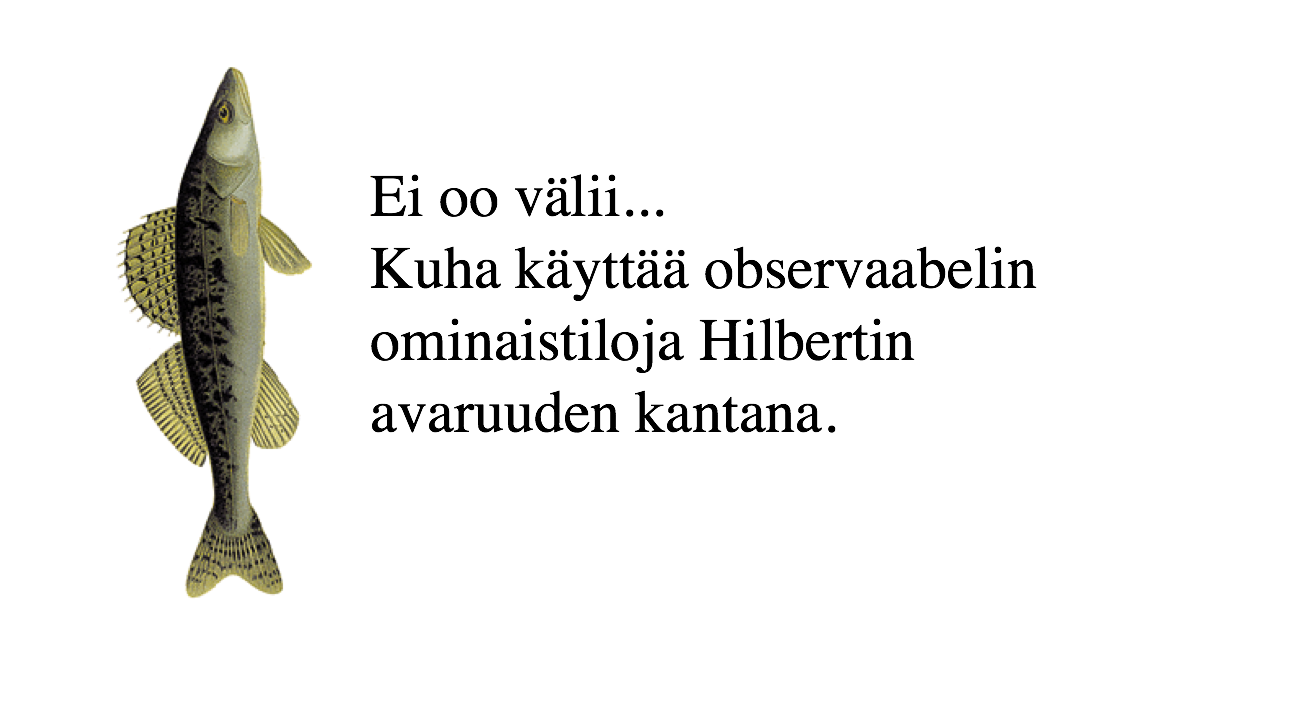 Ei oo välii...
Kuha käyttää observaabelin
ominaistiloja Hilbertin
avaruuden kantana.